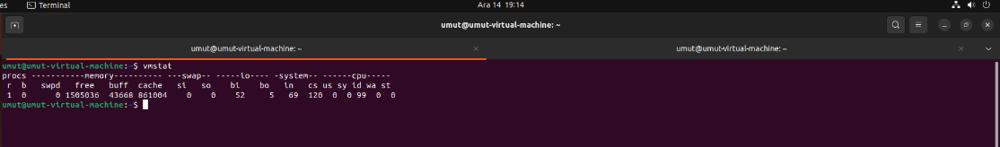 es Terminal Ara 14 19:14
umut@umut-virtual-machine: ~
umut@umut-virtual-machine: ~ umut@umut-virtual-machine: ~
umut@umut-virtual-machine:~$ vmstat
procs -----------memory---------- ---swap-- -----io---- -system-- ------cpu-----
 r  b   swpd   free   buff  cache   si   so    bi    bo   in   cs us sy id wa st
 1  0      0 1505036  43668 861004    0    0    52     5   69  120  0  0 99  0  0
umut@umut-virtual-machine:~$